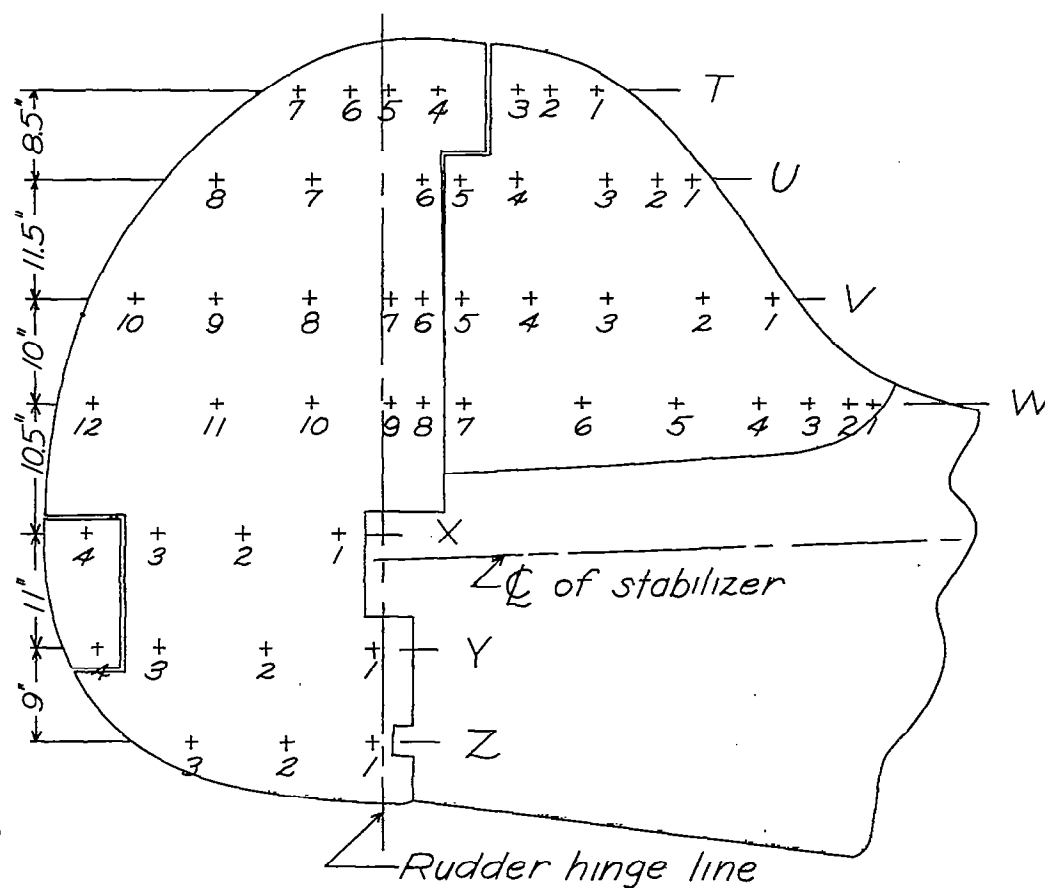 7 6 5 4 3 2 1 T
8.5"
8 7 6 5 4 3 2 1 U
11.5"
10 9 8 7 6 5 4 3 2 1 V
10"
12 11 10 9 8 7 6 5 4 3 2 1 W
10.5"
4 3 2 1 X
℄ of stabilizer
11"
4 3 2 1 Y
9"
3 2 1 Z
Rudder hinge line